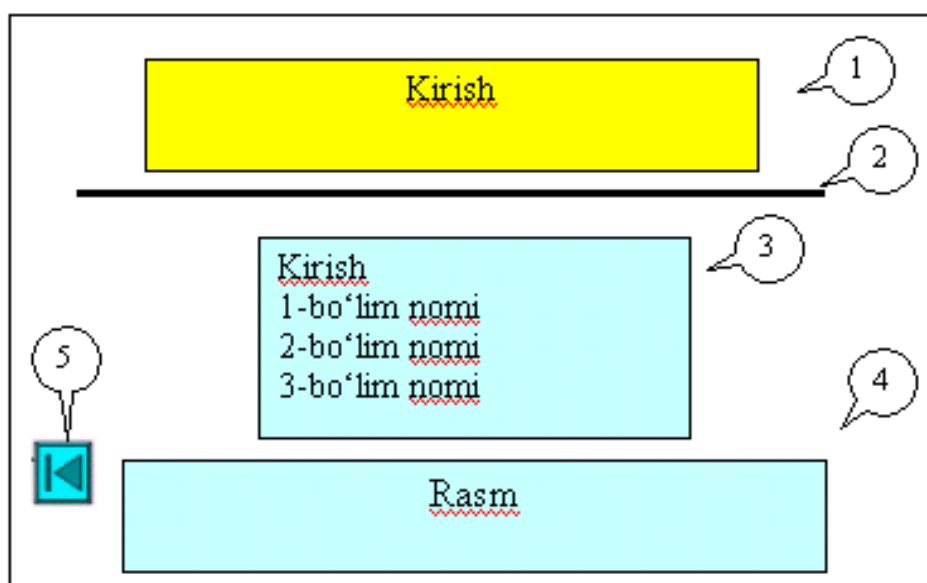 Kirish
1
2
3
Kirish
1-bo‘lim nomi
2-bo‘lim nomi
3-bo‘lim nomi
5
4
Rasm